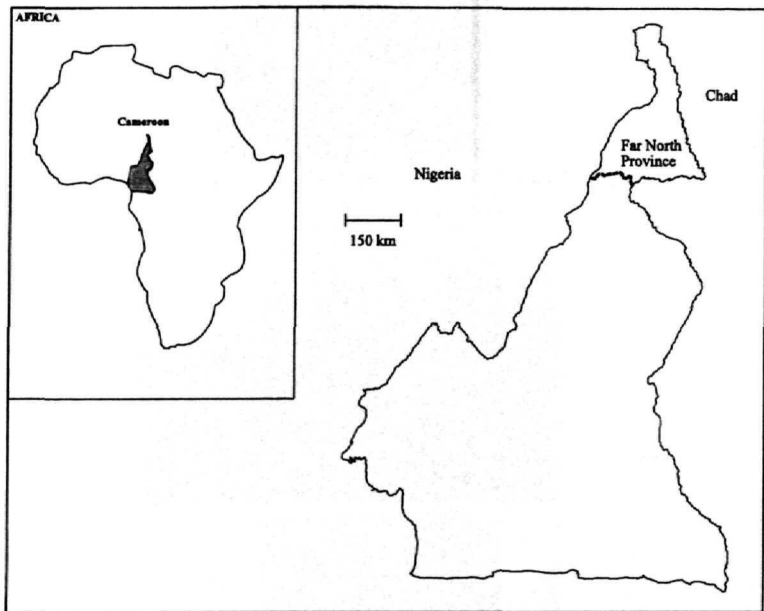 AFRICA
Cameroon
Chad
Far North
Province
Nigeria
150 km